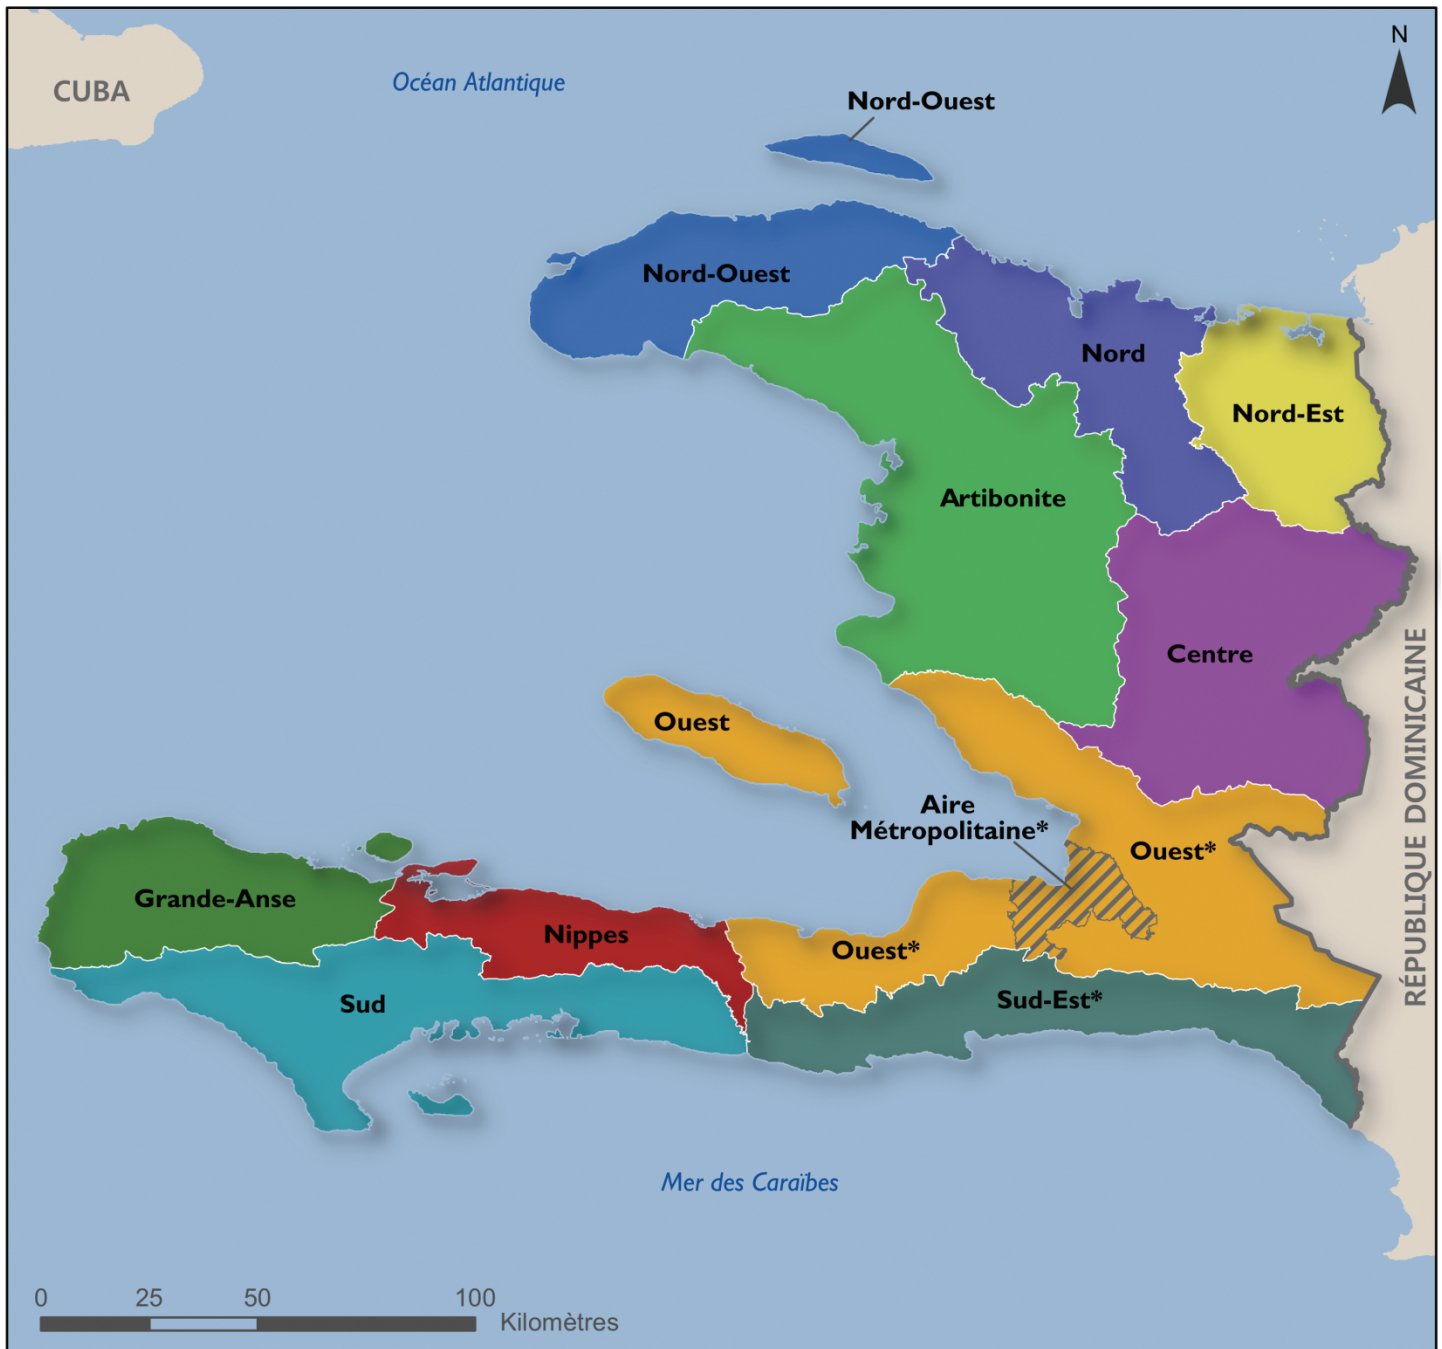 N
CUBA
Océan Atlantique
Nord-Ouest
Nord-Ouest
Nord
Nord-Est
Artibonite
Centre
RÉPUBLIQUE DOMINICAINE
Ouest
Aire
Métropolitaine*
Ouest*
Grande-Anse
Nippes
Ouest*
Sud
Sud-Est*
Mer des Caraïbes
0 25 50 100
Kilomètres